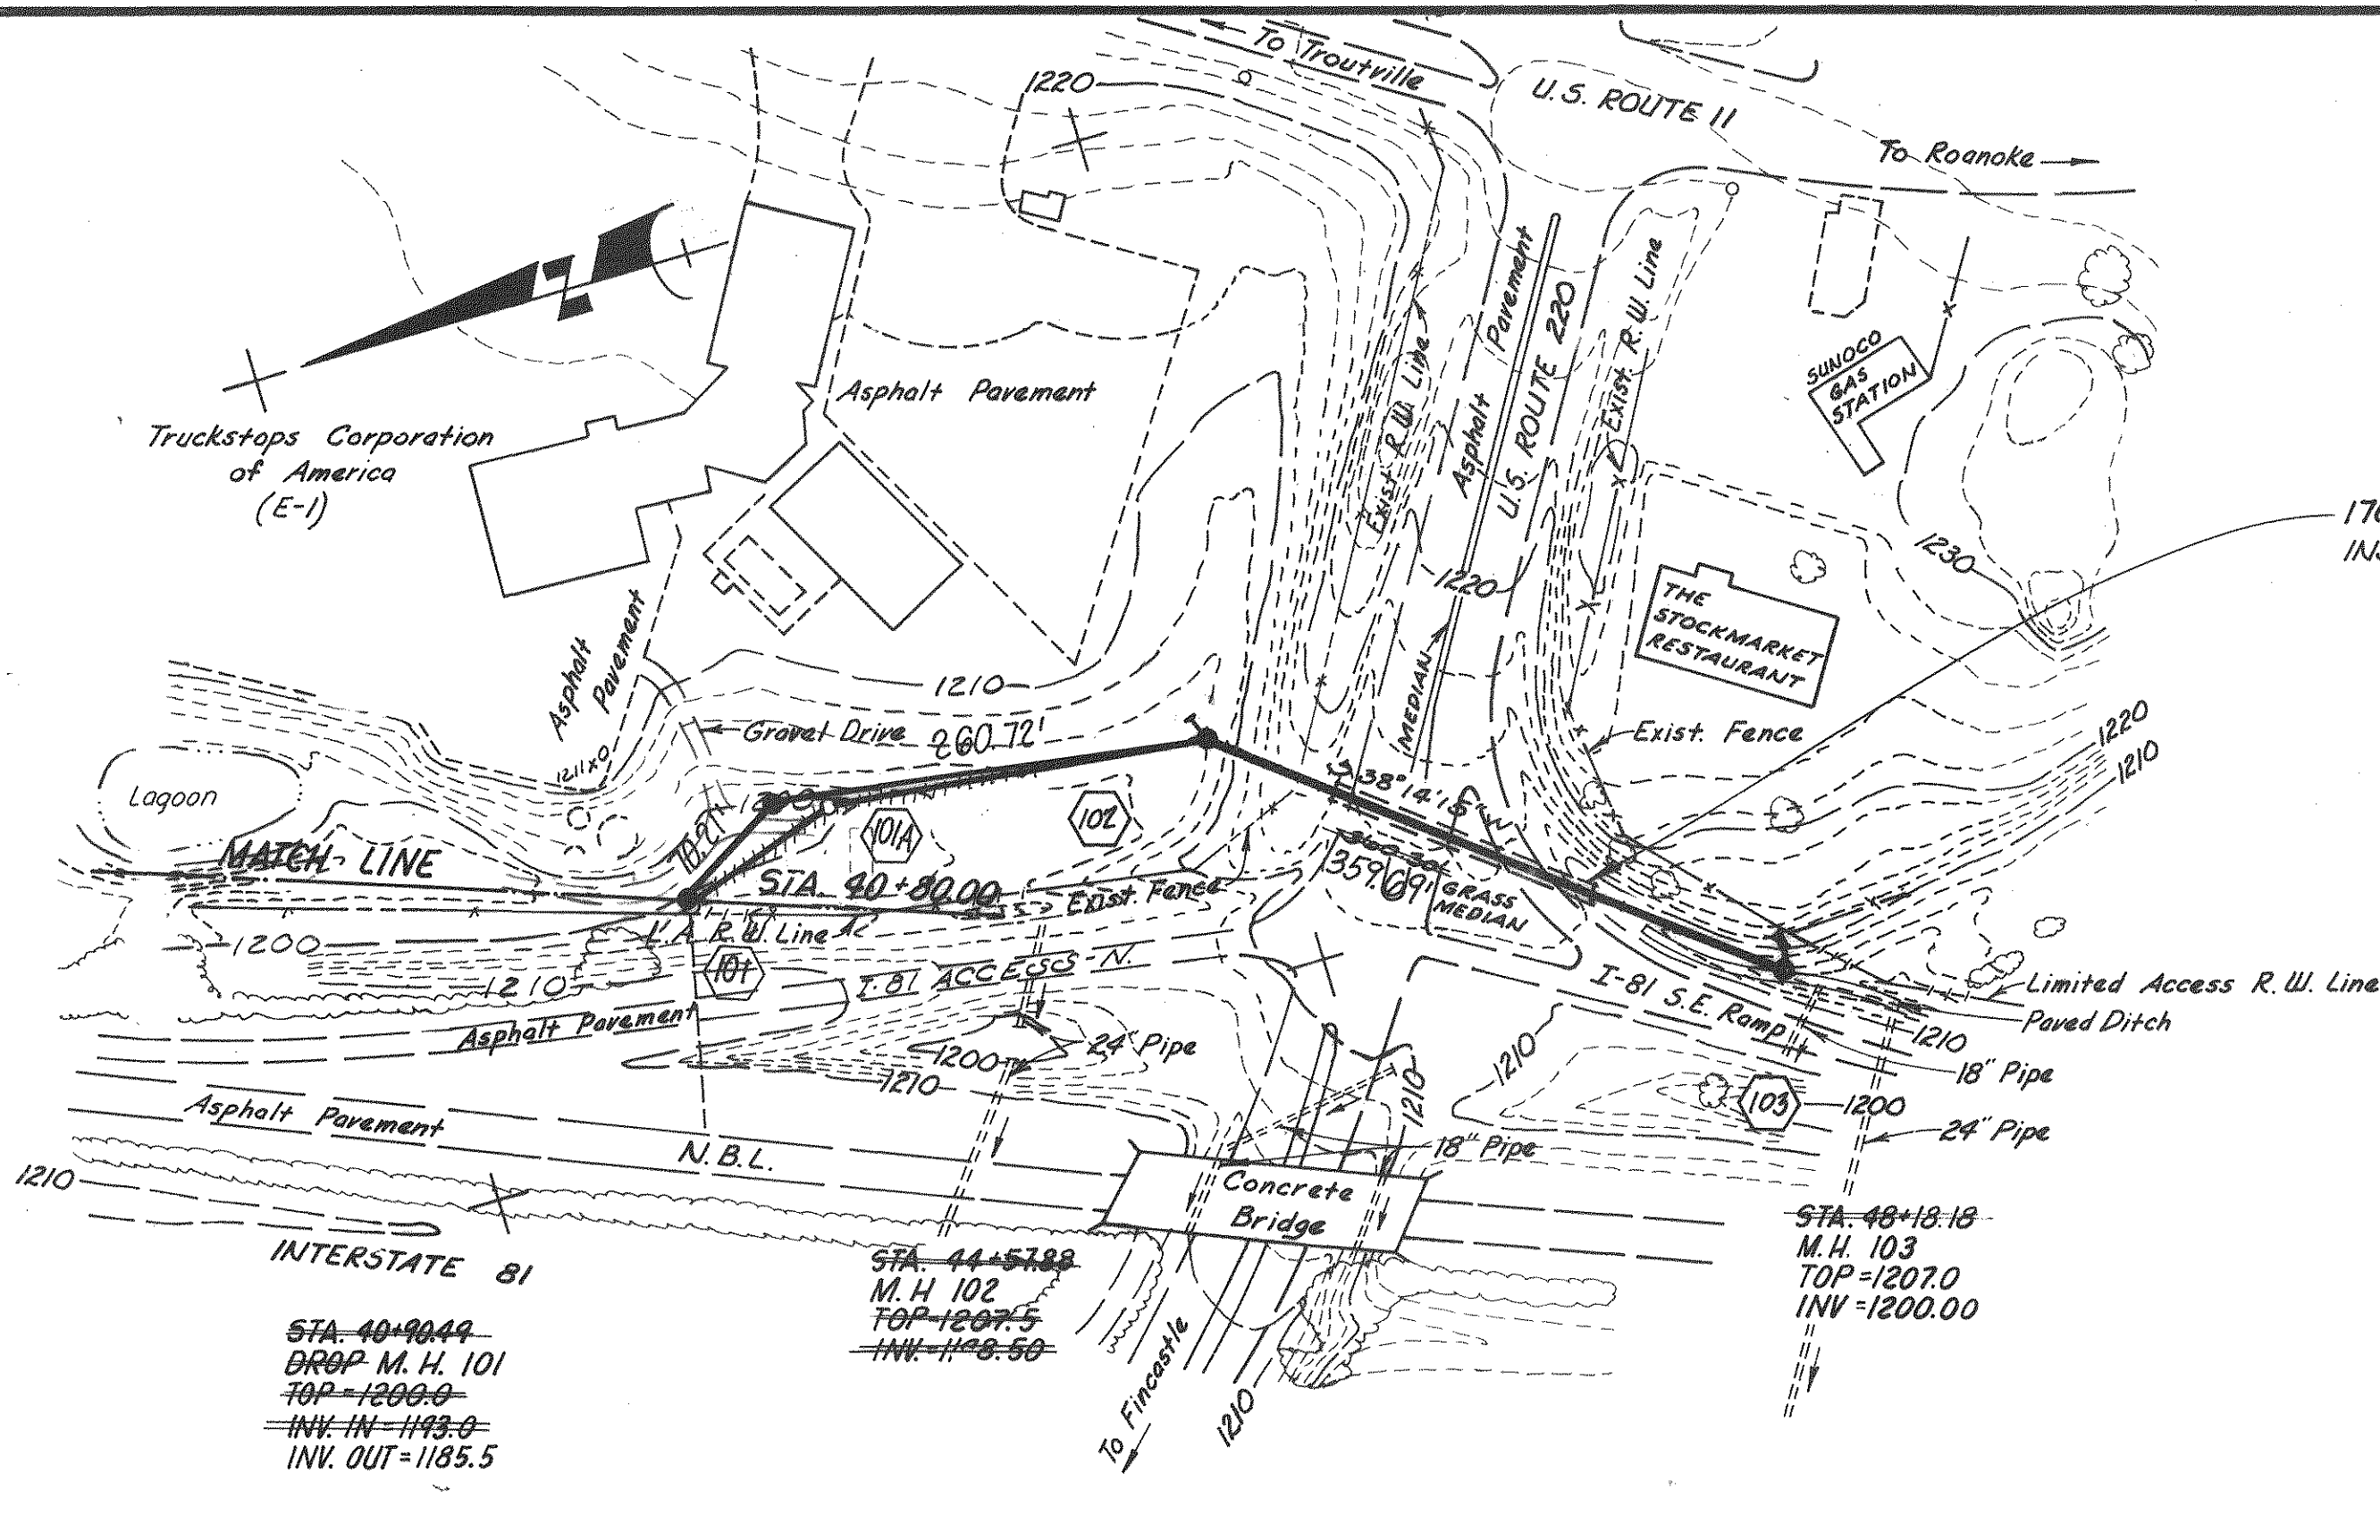 To Troutville
1220
U.S. ROUTE 11
To Roanoke
Asphalt Pavement
Exist. R.W. Line
Asphalt Pavement
U.S. ROUTE 220
Exist. R.W. Line
SUNOCO
GAS
STATION
Truckstops Corporation
of America
(E-1)
1220
1230
THE
STOCKMARKET
RESTAURANT
Asphalt
Pavement
1210
MEDIAN
Gravel Drive
260.72'
Exist. Fence
1220
1210
1211x0
Lagoon
S 38° 14' 15" W
101A
102
MATCH LINE
STA. 40+80.00
Exist. Fence
360.30
359.69'
GRASS
MEDIAN
L.A. R.W. Line
1200
101
1210
I-81 ACCESS-N.
I-81 S.E. Ramp
Limited Access R.W. Line
Paved Ditch
1210
Asphalt Pavement
24" Pipe
1200
1210
1210
1210
18" Pipe
103
1200
24" Pipe
Asphalt Pavement
N.B.L.
18" Pipe
1210
Concrete
Bridge
INTERSTATE 81
STA. 44+57.88
M.H 102
TOP=1207.5
INV.=1198.50
STA. 48+18.18
M.H. 103
TOP=1207.0
INV=1200.00
STA. 40+90.49
DROP M.H. 101
TOP=1200.0
INV. IN=1193.0
INV. OUT=1185.5
To Fincastle
1210